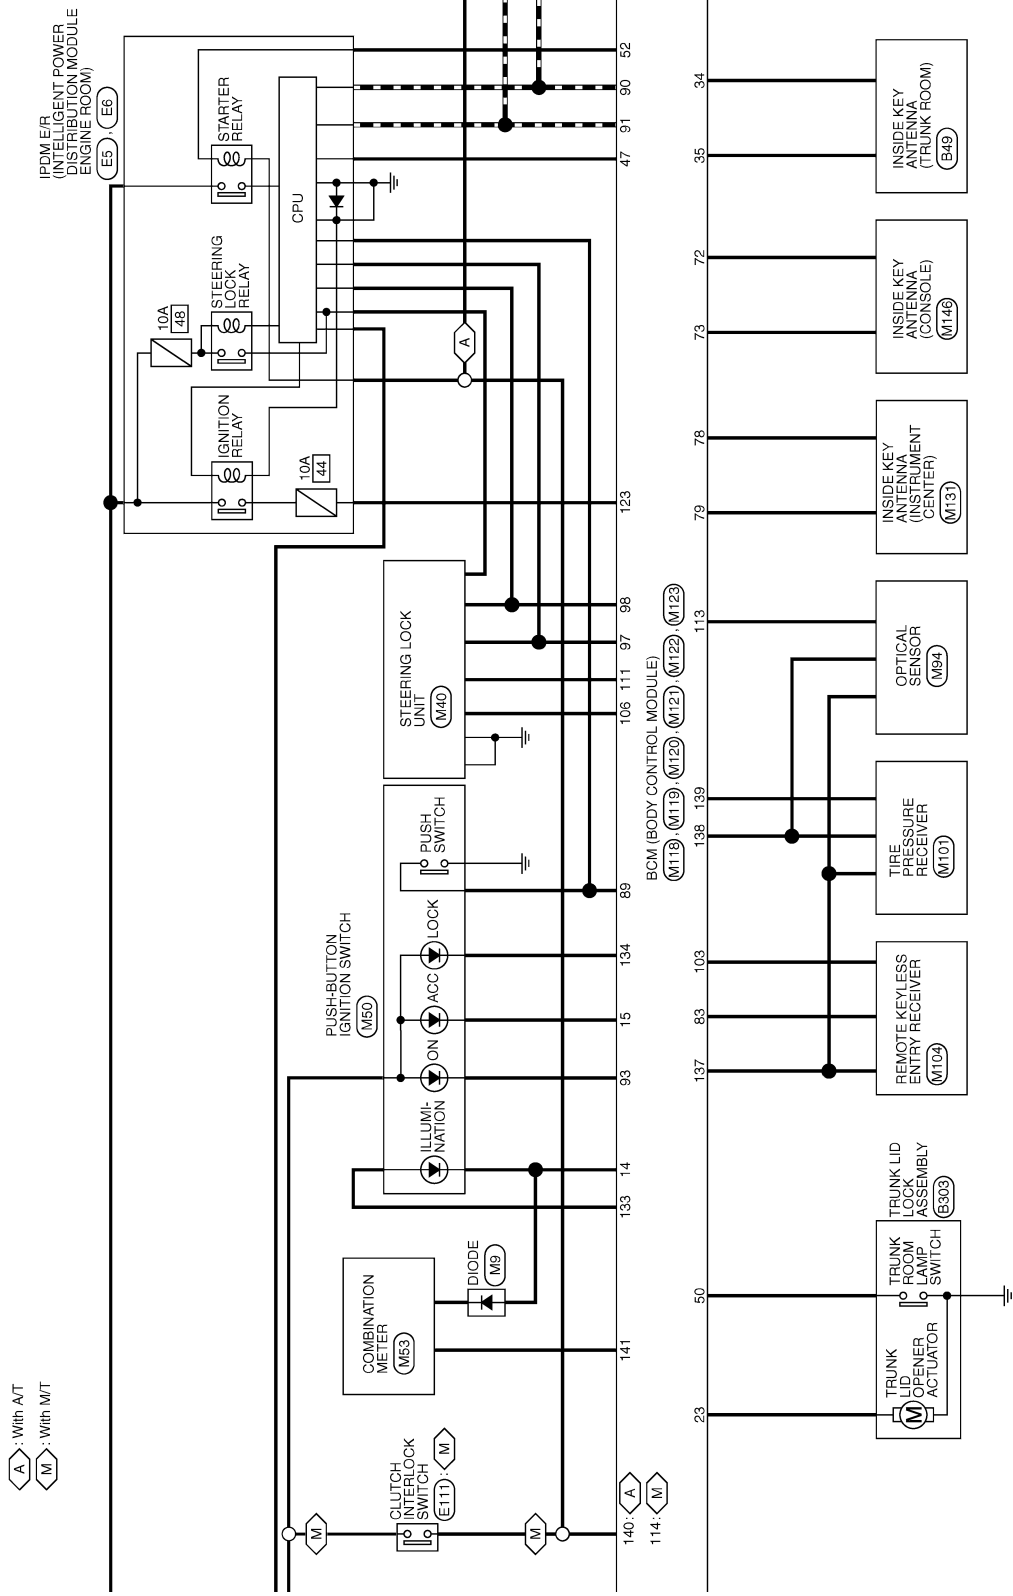 IPDM E/R
(INTELLIGENT POWER
DISTRIBUTION MODULE
ENGINE ROOM)
E5 , E6
STARTER
RELAY
CPU
STEERING
LOCK
RELAY
10A
48
IGNITION
RELAY
10A
44
A
52
90
91
47
123
98
97
111
106
89
134
15
93
14
133
141
STEERING LOCK
UNIT
M40
PUSH-BUTTON
IGNITION SWITCH
M50
PUSH
SWITCH
LOCK
ACC
ON
ILLUMI-
NATION
DIODE
M9
COMBINATION
METER
M53
A : With A/T
M : With M/T
CLUTCH
INTERLOCK
SWITCH
E111 : M
M
M
140: A
114: M
BCM (BODY CONTROL MODULE)
M118 , M119 , M120 , M121 , M122 , M123
34
35
72
73
78
79
113
139
138
103
83
137
50
23
INSIDE KEY
ANTENNA
(TRUNK ROOM)
B49
INSIDE KEY
ANTENNA
(CONSOLE)
M146
INSIDE KEY
ANTENNA
(INSTRUMENT
CENTER)
M131
OPTICAL
SENSOR
M94
TIRE
PRESSURE
RECEIVER
M101
REMOTE KEYLESS
ENTRY RECEIVER
M104
TRUNK LID
LOCK
ASSEMBLY
B303
TRUNK
ROOM
LAMP
SWITCH
TRUNK
LID
OPENER
ACTUATOR
M